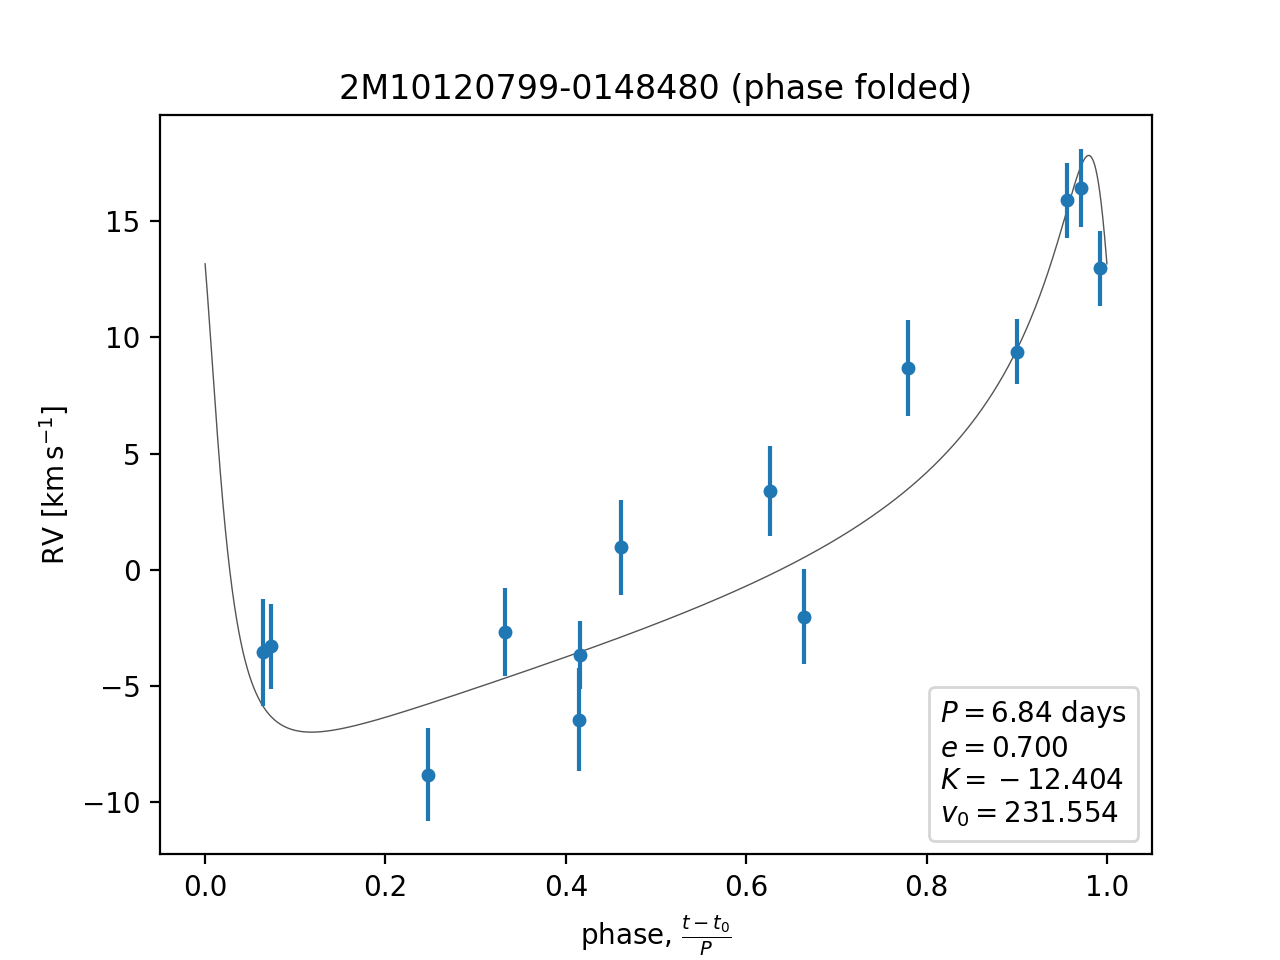 2M10120799-0148480 (phase folded)
RV [km s⁻¹]
15
10
5
0
−5
−10
P = 6.84 days
e = 0.700
K = −12.404
v₀ = 231.554
0.0 0.2 0.4 0.6 0.8 1.0
phase, (t − t₀)/P